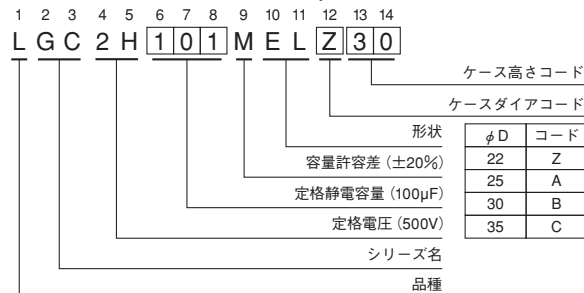 1 2 3 4 5 6 7 8 9 10 11 12 13 14
L G C 2 H 1 0 1 M E L Z 3 0
ケース高さコード
ケースダイアコード
形状
容量許容差 (±20%)
定格静電容量 (100µF)
定格電圧 (500V)
シリーズ名
品種
φD コード
22 Z
25 A
30 B
35 C